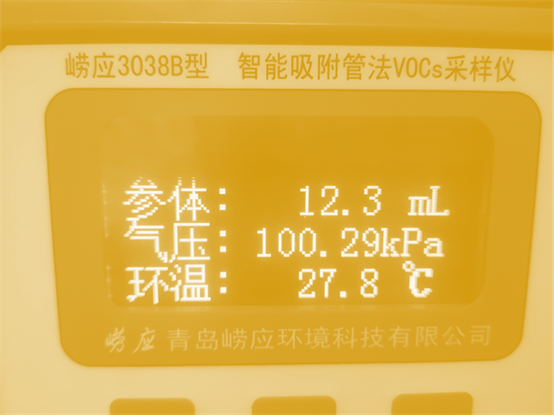 崂应3038B型 智能吸附管法VOCs采样仪
参体: 12.3 mL
气压: 100.29kPa
环温: 27.8 ℃
崂应 青岛崂应环境科技有限公司